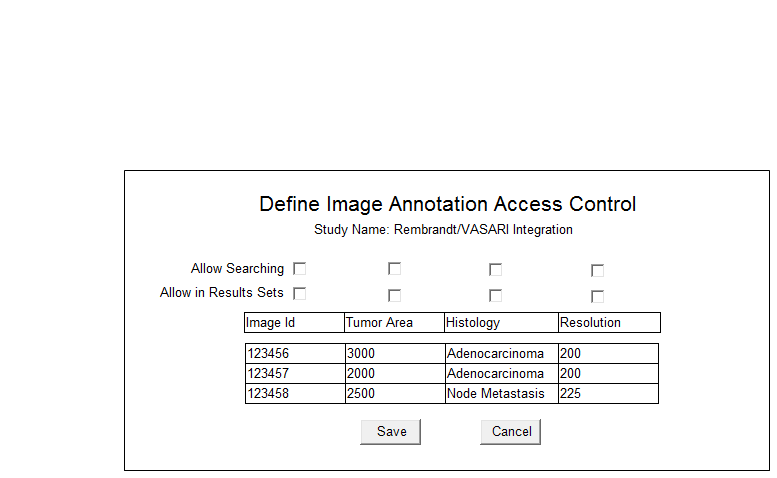 Define Image Annotation Access Control
Study Name: Rembrandt/VASARI Integration
Allow Searching
Allow in Results Sets
Image Id Tumor Area Histology Resolution
123456 3000 Adenocarcinoma 200
123457 2000 Adenocarcinoma 200
123458 2500 Node Metastasis 225
Save Cancel